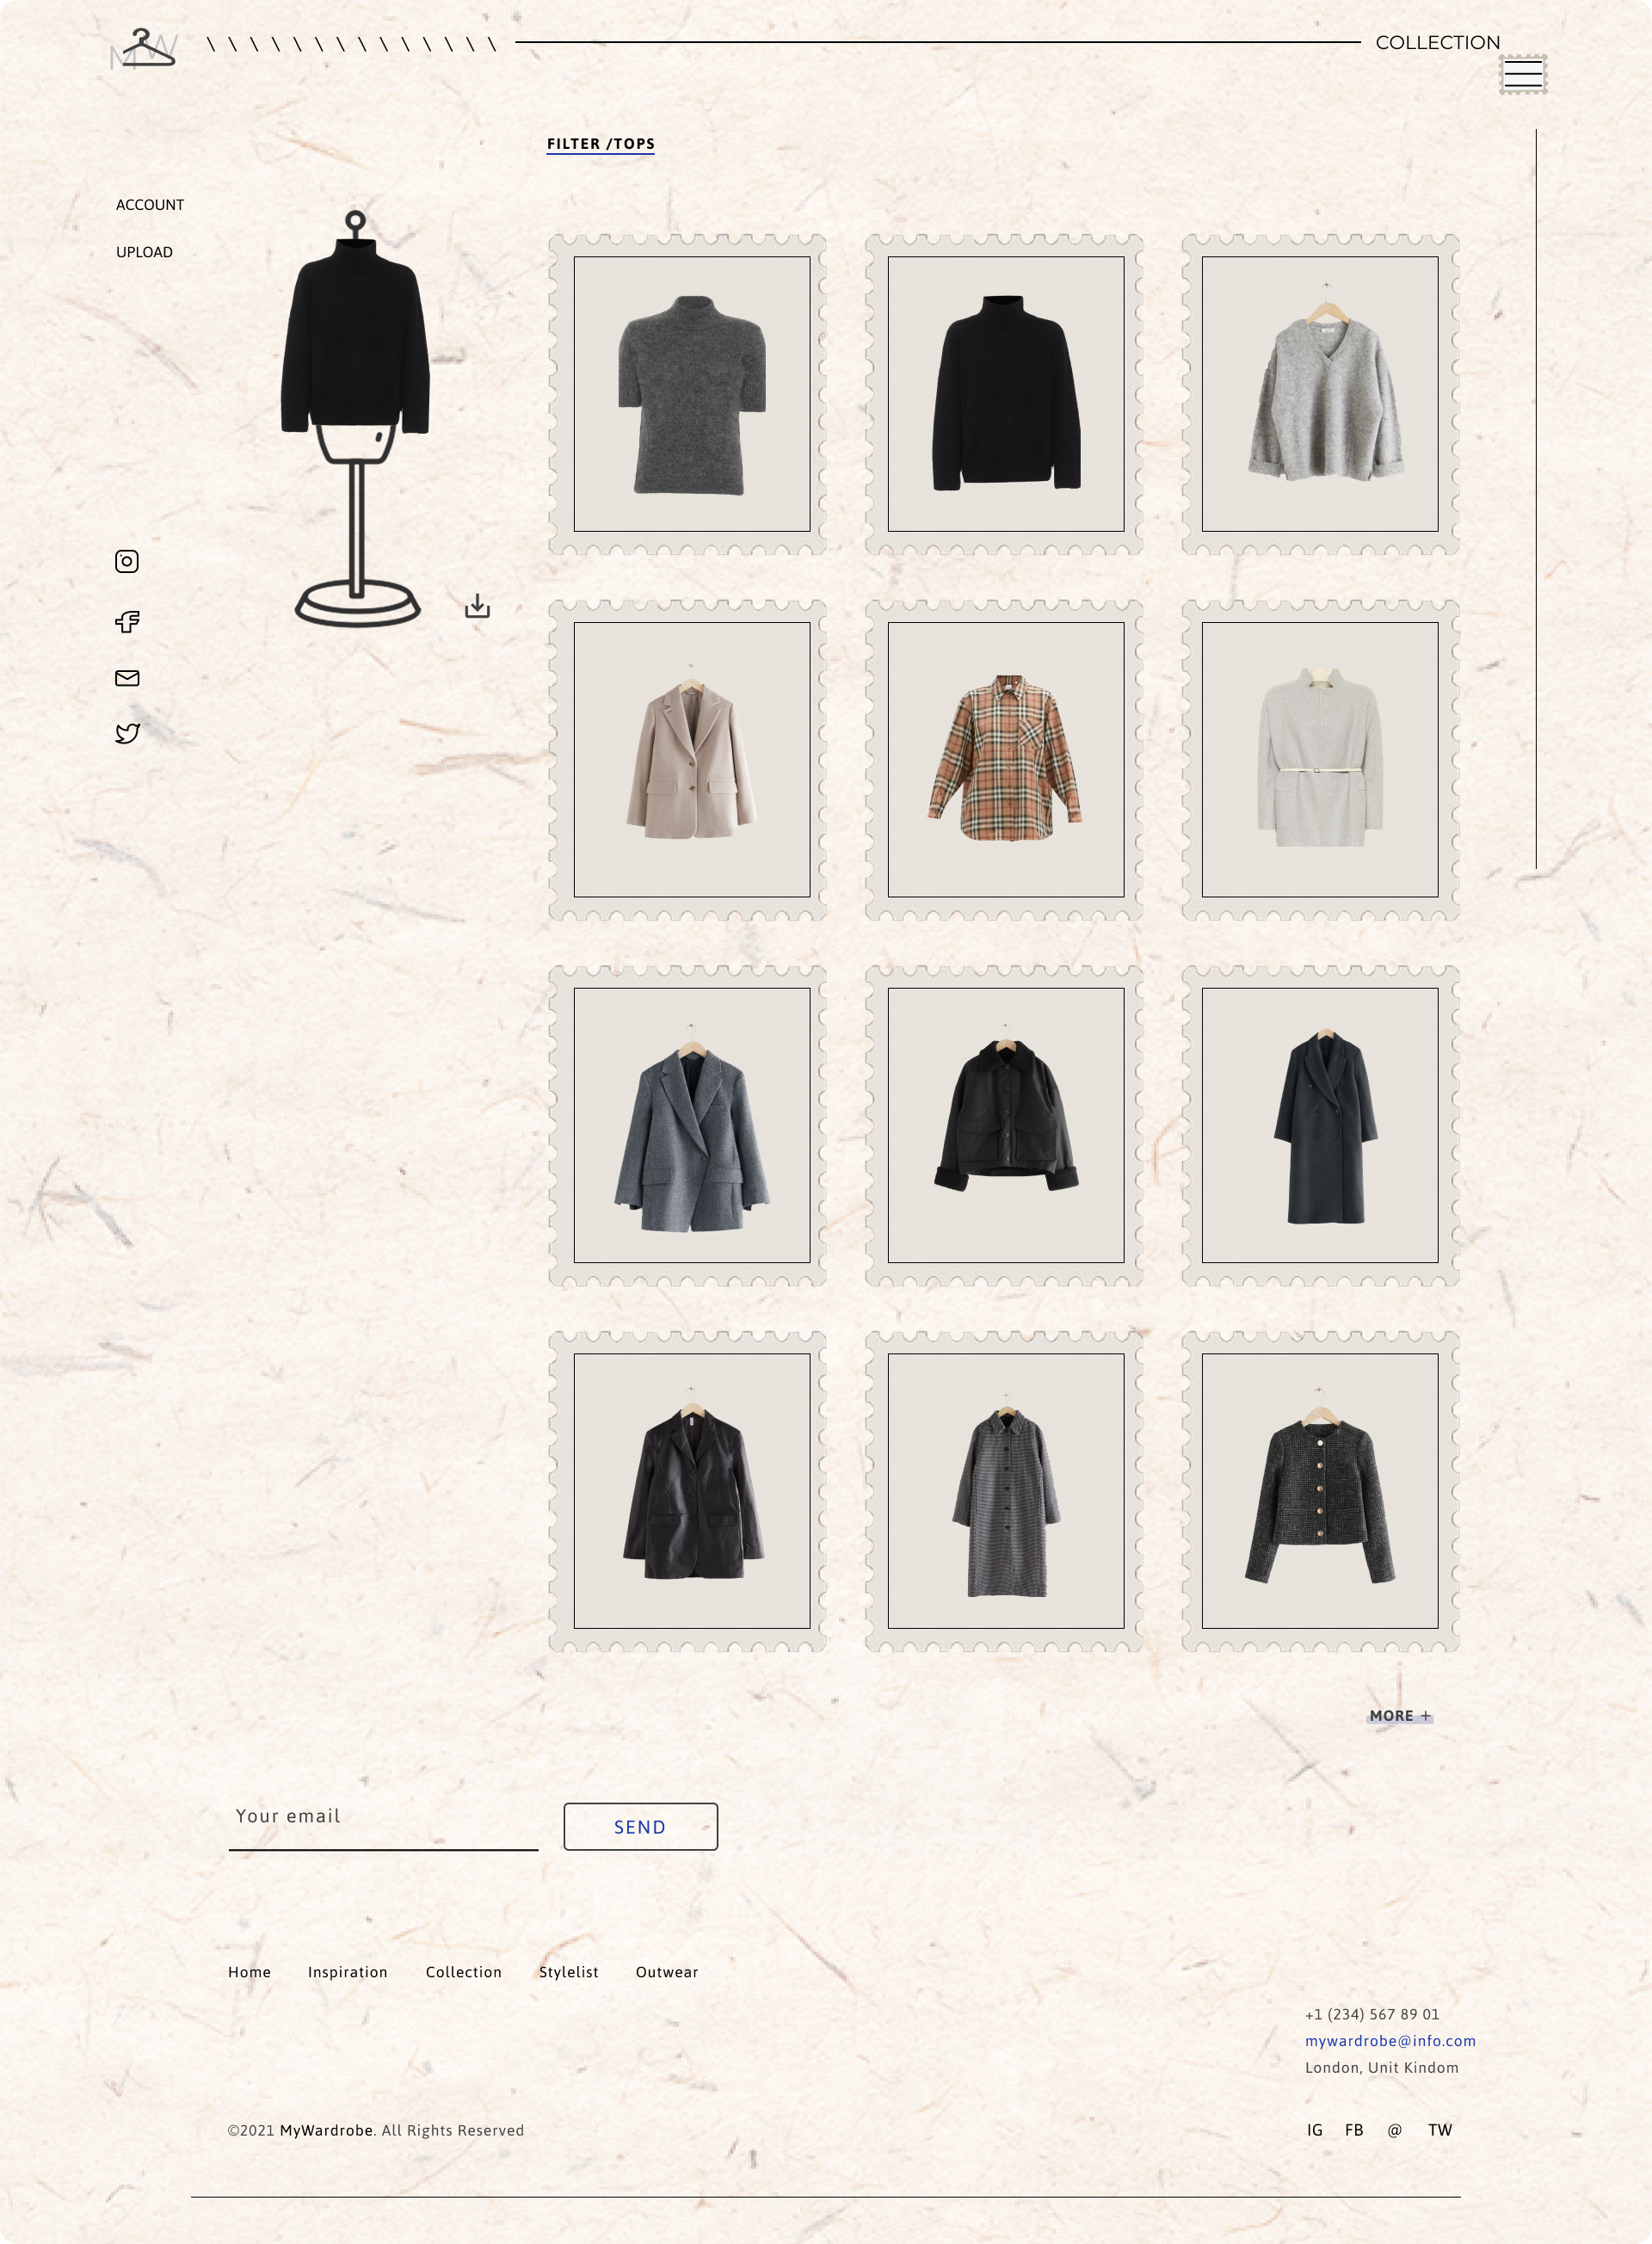 MW
\ \ \ \ \ \ \ \ \ \ \ \ \ \
COLLECTION
FILTER /TOPS
ACCOUNT
UPLOAD
MORE +
Your email
SEND
Home Inspiration Collection Stylelist Outwear
+1 (234) 567 89 01
mywardrobe@info.com
London, Unit Kindom
©2021 MyWardrobe. All Rights Reserved
IG FB @ TW